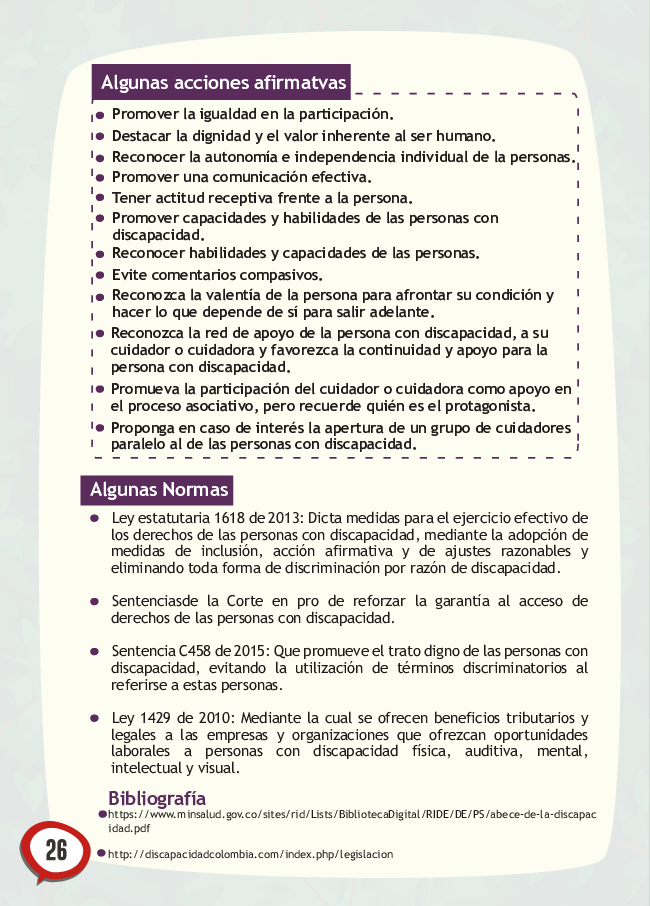 Algunas acciones afirmatvas
● Promover la igualdad en la participación.
● Destacar la dignidad y el valor inherente al ser humano.
● Reconocer la autonomía e independencia individual de la personas.
● Promover una comunicación efectiva.
● Tener actitud receptiva frente a la persona.
● Promover capacidades y habilidades de las personas con
discapacidad.
● Reconocer habilidades y capacidades de las personas.
● Evite comentarios compasivos.
● Reconozca la valentía de la persona para afrontar su condición y
hacer lo que depende de sí para salir adelante.
● Reconozca la red de apoyo de la persona con discapacidad, a su
cuidador o cuidadora y favorezca la continuidad y apoyo para la
persona con discapacidad.
● Promueva la participación del cuidador o cuidadora como apoyo en
el proceso asociativo, pero recuerde quién es el protagonista.
● Proponga en caso de interés la apertura de un grupo de cuidadores
paralelo al de las personas con discapacidad.
Algunas Normas
● Ley estatutaria 1618 de 2013: Dicta medidas para el ejercicio efectivo de
los derechos de las personas con discapacidad, mediante la adopción de
medidas de inclusión, acción afirmativa y de ajustes razonables y
eliminando toda forma de discriminación por razón de discapacidad.
● Sentenciasde la Corte en pro de reforzar la garantía al acceso de
derechos de las personas con discapacidad.
● Sentencia C458 de 2015: Que promueve el trato digno de las personas con
discapacidad, evitando la utilización de términos discriminatorios al
referirse a estas personas.
● Ley 1429 de 2010: Mediante la cual se ofrecen beneficios tributarios y
legales a las empresas y organizaciones que ofrezcan oportunidades
laborales a personas con discapacidad física, auditiva, mental,
intelectual y visual.
Bibliografía
● https://www.minsalud.gov.co/sites/rid/Lists/BibliotecaDigital/RIDE/DE/PS/abece-de-la-discapac
idad.pdf
● http://discapacidadcolombia.com/index.php/legislacion
26